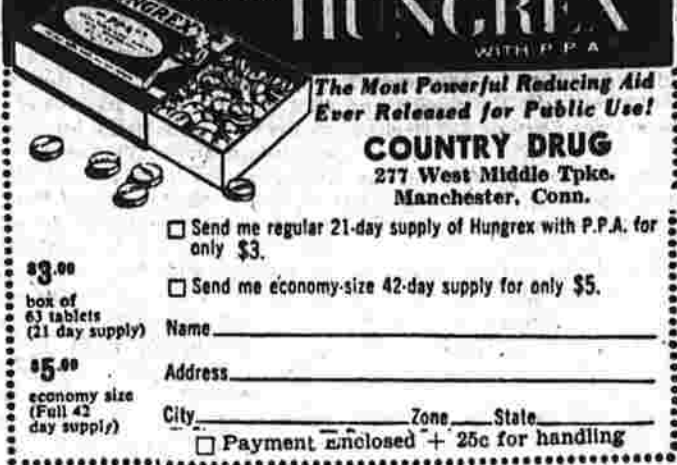 HUNGREX
WITH P.P.A
HUNGREX
The Most Powerful Reducing Aid
Ever Released for Public Use!
COUNTRY DRUG
277 West Middle Tpke.
Manchester, Conn.
☐ Send me regular 21-day supply of Hungrex with P.P.A. for
only $3.
☐ Send me economy-size 42-day supply for only $5.
$3.00
box of
63 tablets
(21 day supply)
$5.00
economy size
(Full 42
day supply)
Name
Address
City Zone State
☐ Payment Enclosed + 25c for handling